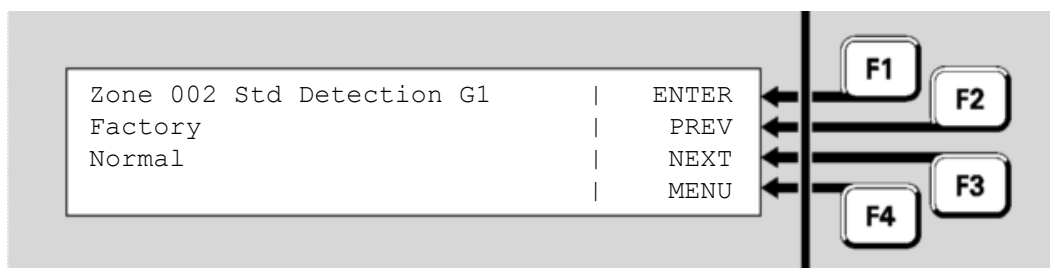 Zone 002 Std Detection G1 | ENTER
Factory | PREV
Normal | NEXT
| MENU
F1
F2
F3
F4